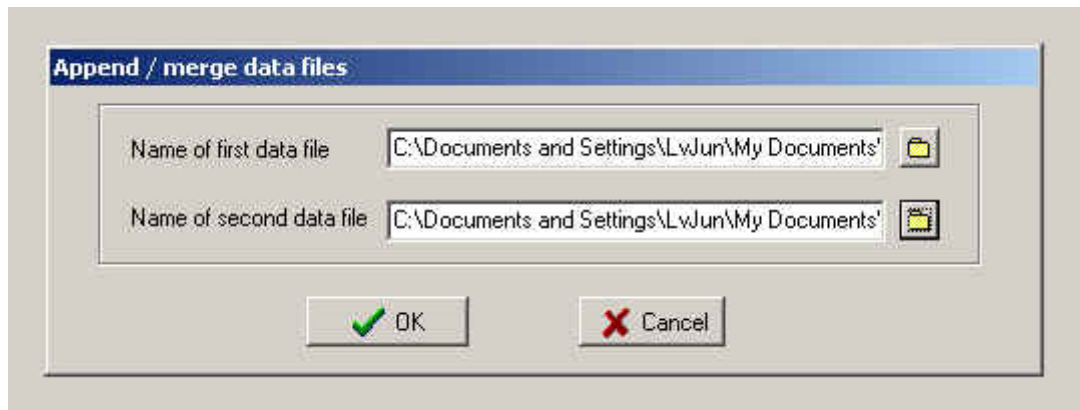 Append / merge data files
Name of first data file C:\Documents and Settings\LvJun\My Documents'
Name of second data file C:\Documents and Settings\LvJun\My Documents'
OK Cancel